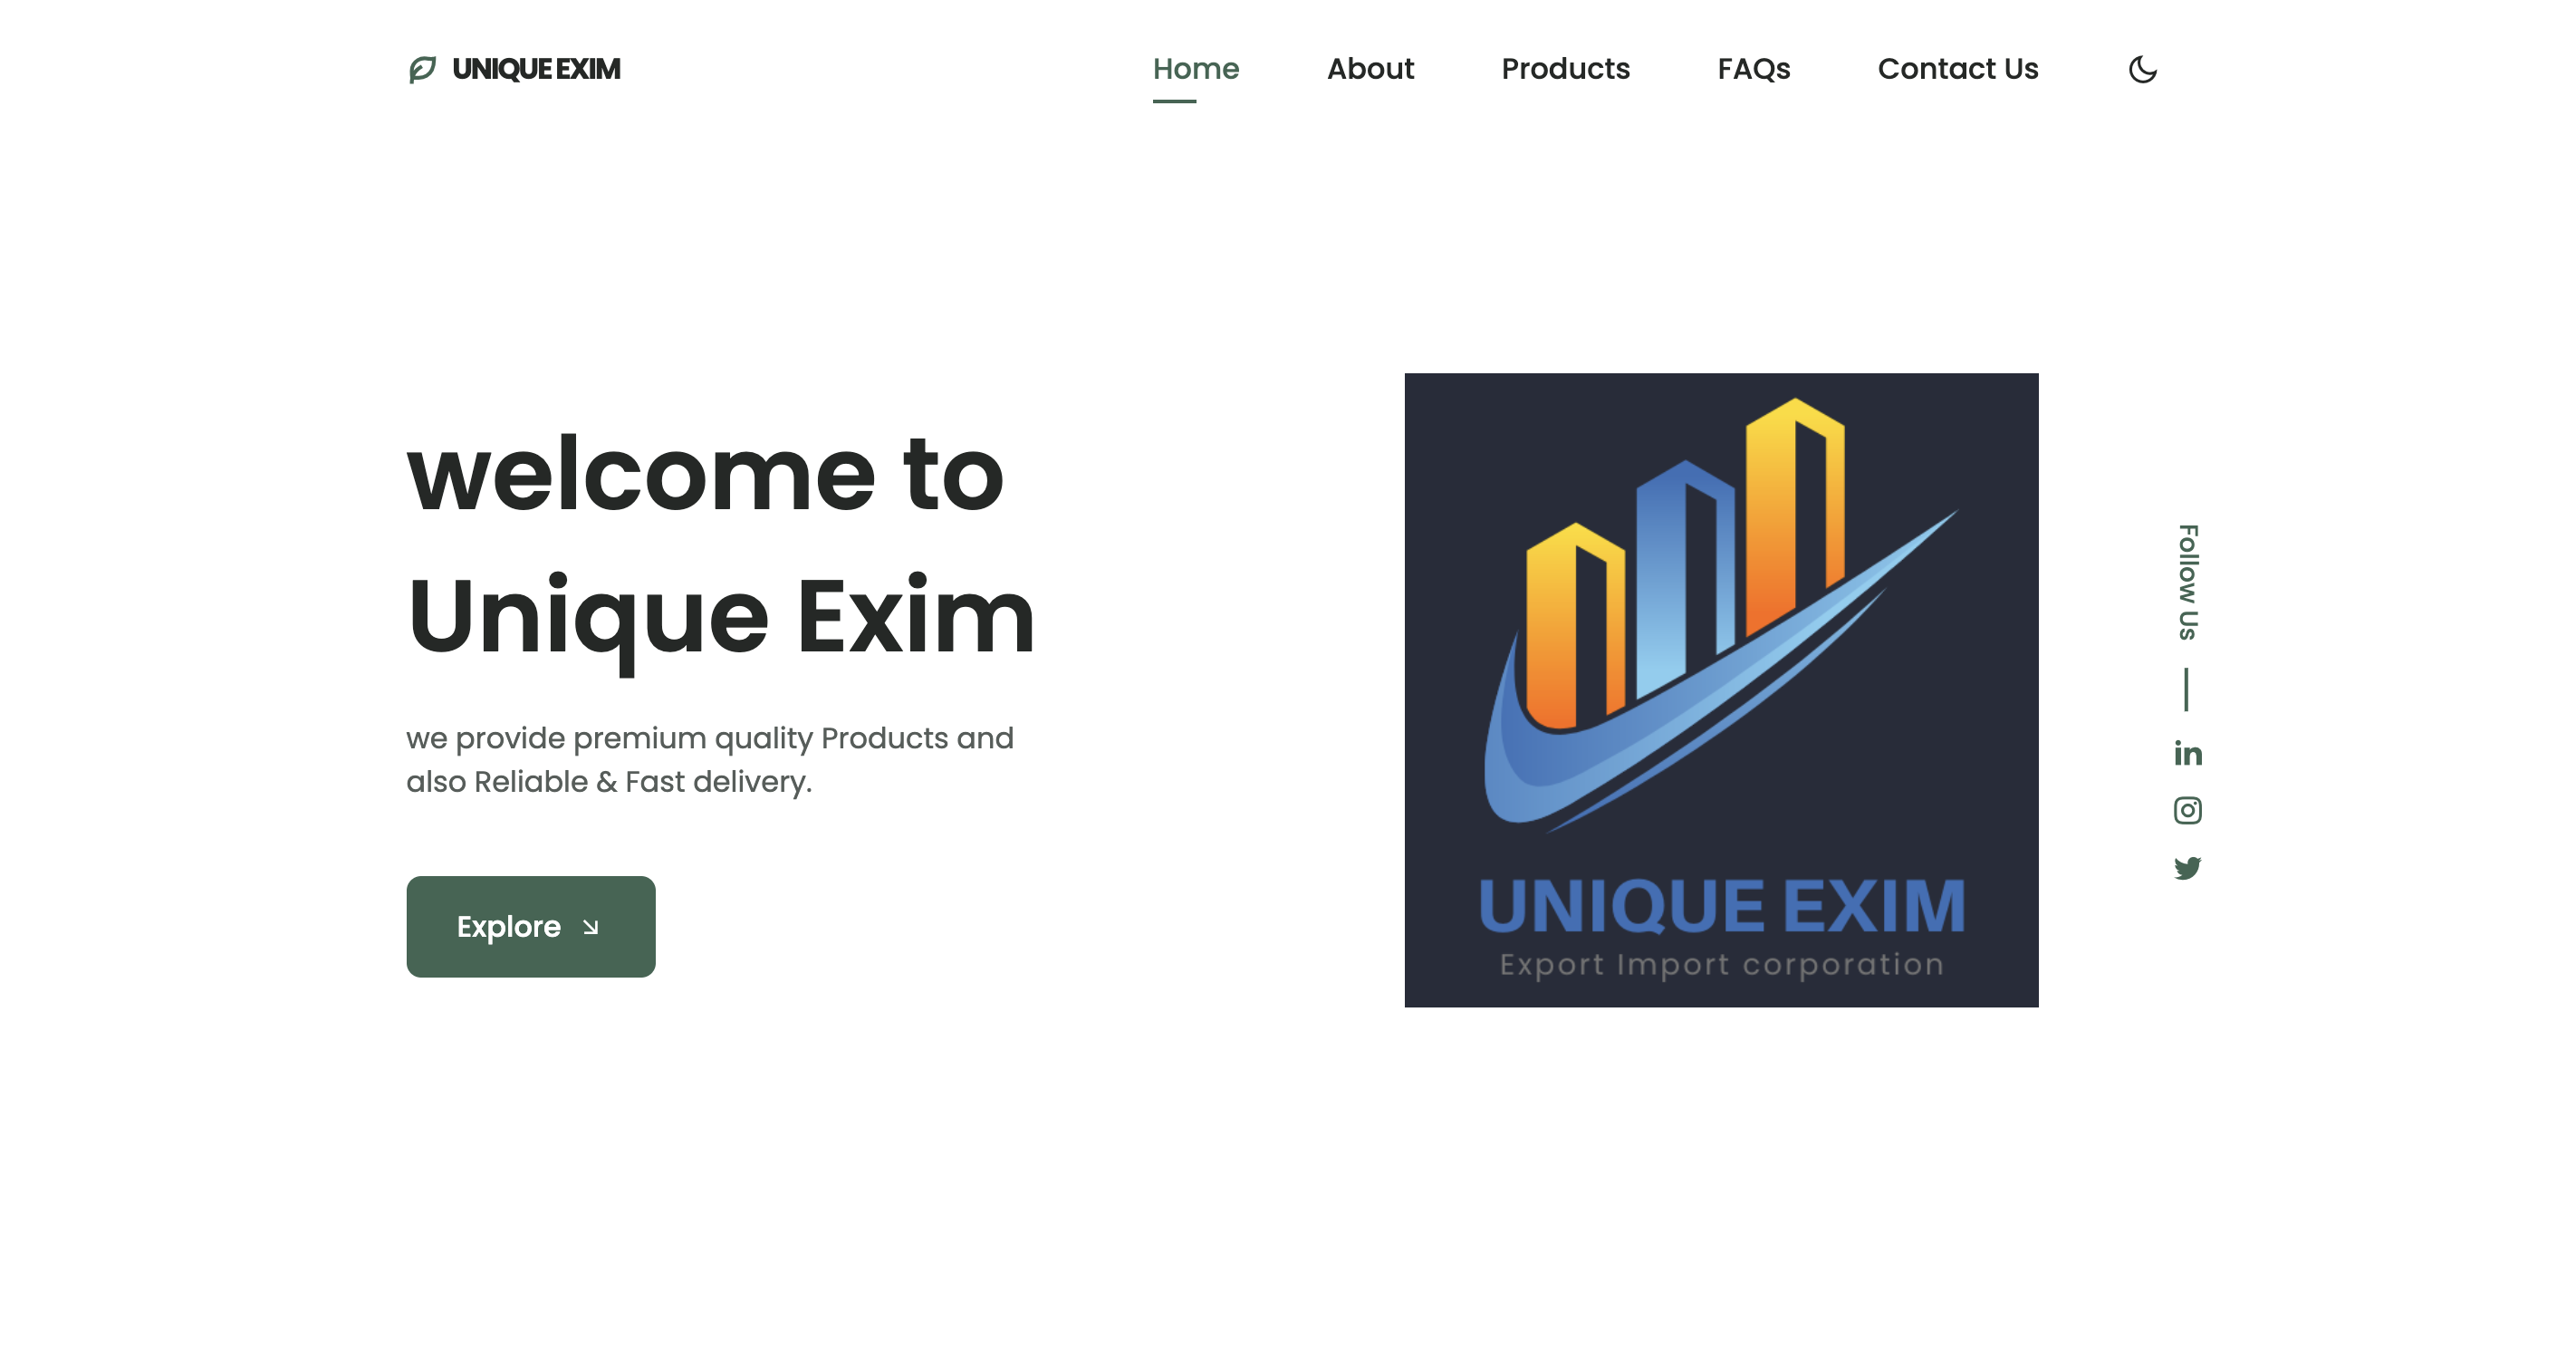 UNIQUE EXIM
Home
About
Products
FAQs
Contact Us
welcome to
Unique Exim
we provide premium quality Products and
also Reliable & Fast delivery.
Explore
UNIQUE EXIM
Export Import corporation
Follow Us
in